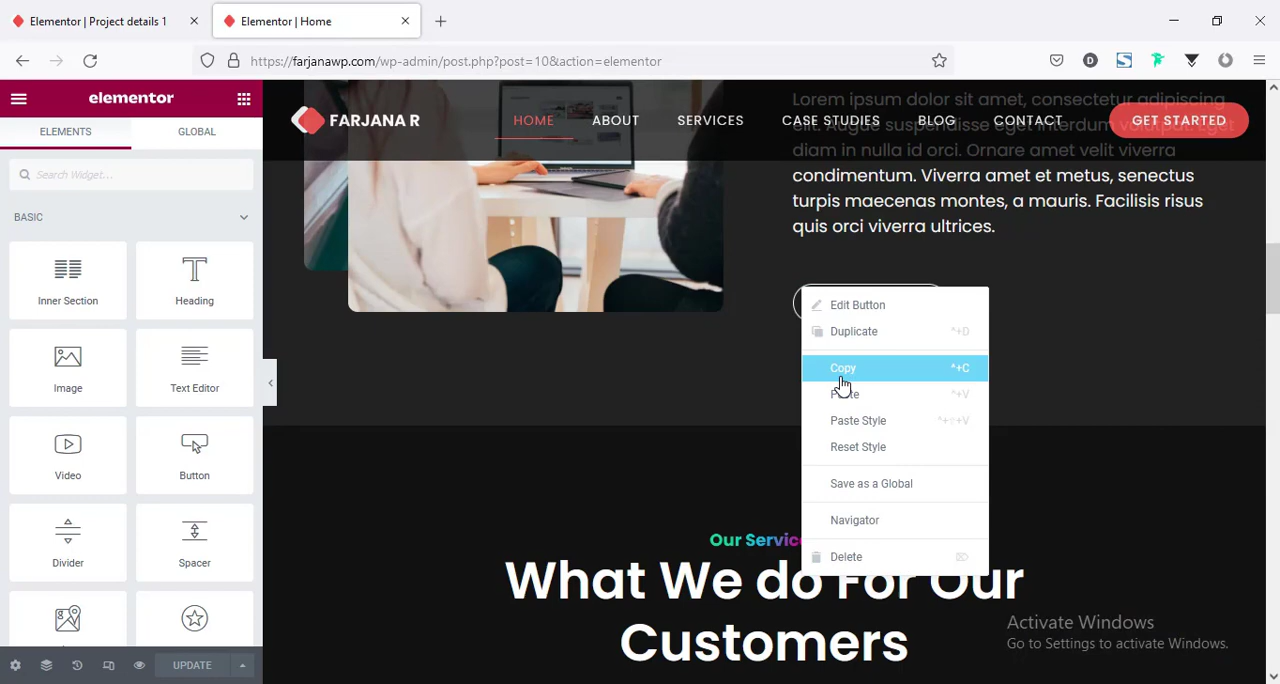 Elementor | Project details 1
Elementor | Home
https://farjanawp.com/wp-admin/post.php?post=10&action=elementor
elementor
ELEMENTS
GLOBAL
Search Widget...
BASIC
Inner Section
Heading
Image
Text Editor
Video
Button
Divider
Spacer
UPDATE
FARJANA R
HOME
ABOUT
SERVICES
CASE STUDIES
BLOG
CONTACT
GET STARTED
Lorem ipsum dolor sit amet, consectetur adipiscing
elit. Augue suspendisse eget interdum volutpat. Eget
diam in nulla id orci. Ornare amet velit viverra
condimentum. Viverra amet et metus, senectus
turpis maecenas montes, a mauris. Facilisis risus
quis orci viverra ultrices.
Edit Button
Duplicate ^+D
Copy ^+C
Paste ^+V
Paste Style ^+⇧+V
Reset Style
Save as a Global
Navigator
Delete ⌦
Our Service
What We do For Our
Customers
Activate Windows
Go to Settings to activate Windows.